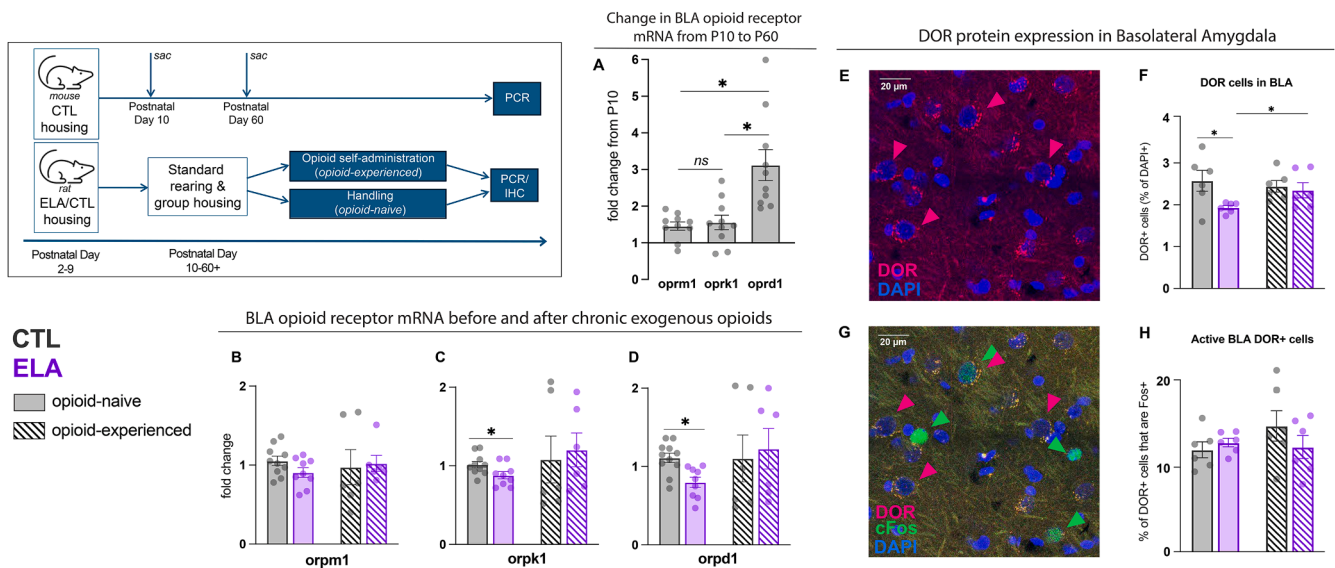 mouse
CTL
housing
sac
sac
Postnatal
Day 10
Postnatal
Day 60
PCR
rat
ELA/CTL
housing
Standard
rearing &
group housing
Opioid self-administration
(opioid-experienced)
Handling
(opioid-naive)
PCR/
IHC
Postnatal Day
2-9
Postnatal Day
10-60+
Change in BLA opioid receptor
mRNA from P10 to P60
A
fold change from P10
6
5
4
3
2
1
0
*
*
ns
oprm1
oprk1
oprd1
CTL
ELA
opioid-naive
opioid-experienced
BLA opioid receptor mRNA before and after chronic exogenous opioids
B
fold change
2
1
0
orpm1
C
2
1
0
*
orpk1
D
2
1
0
*
orpd1
DOR protein expression in Basolateral Amygdala
E
20 µm
DOR
DAPI
F
DOR cells in BLA
DOR+ cells (% of DAPI+)
4
3
2
2
1
0
*
*
G
20 µm
DOR
cFos
DAPI
H
Active BLA DOR+ cells
% of DOR+ cells that are Fos+
20
10
0